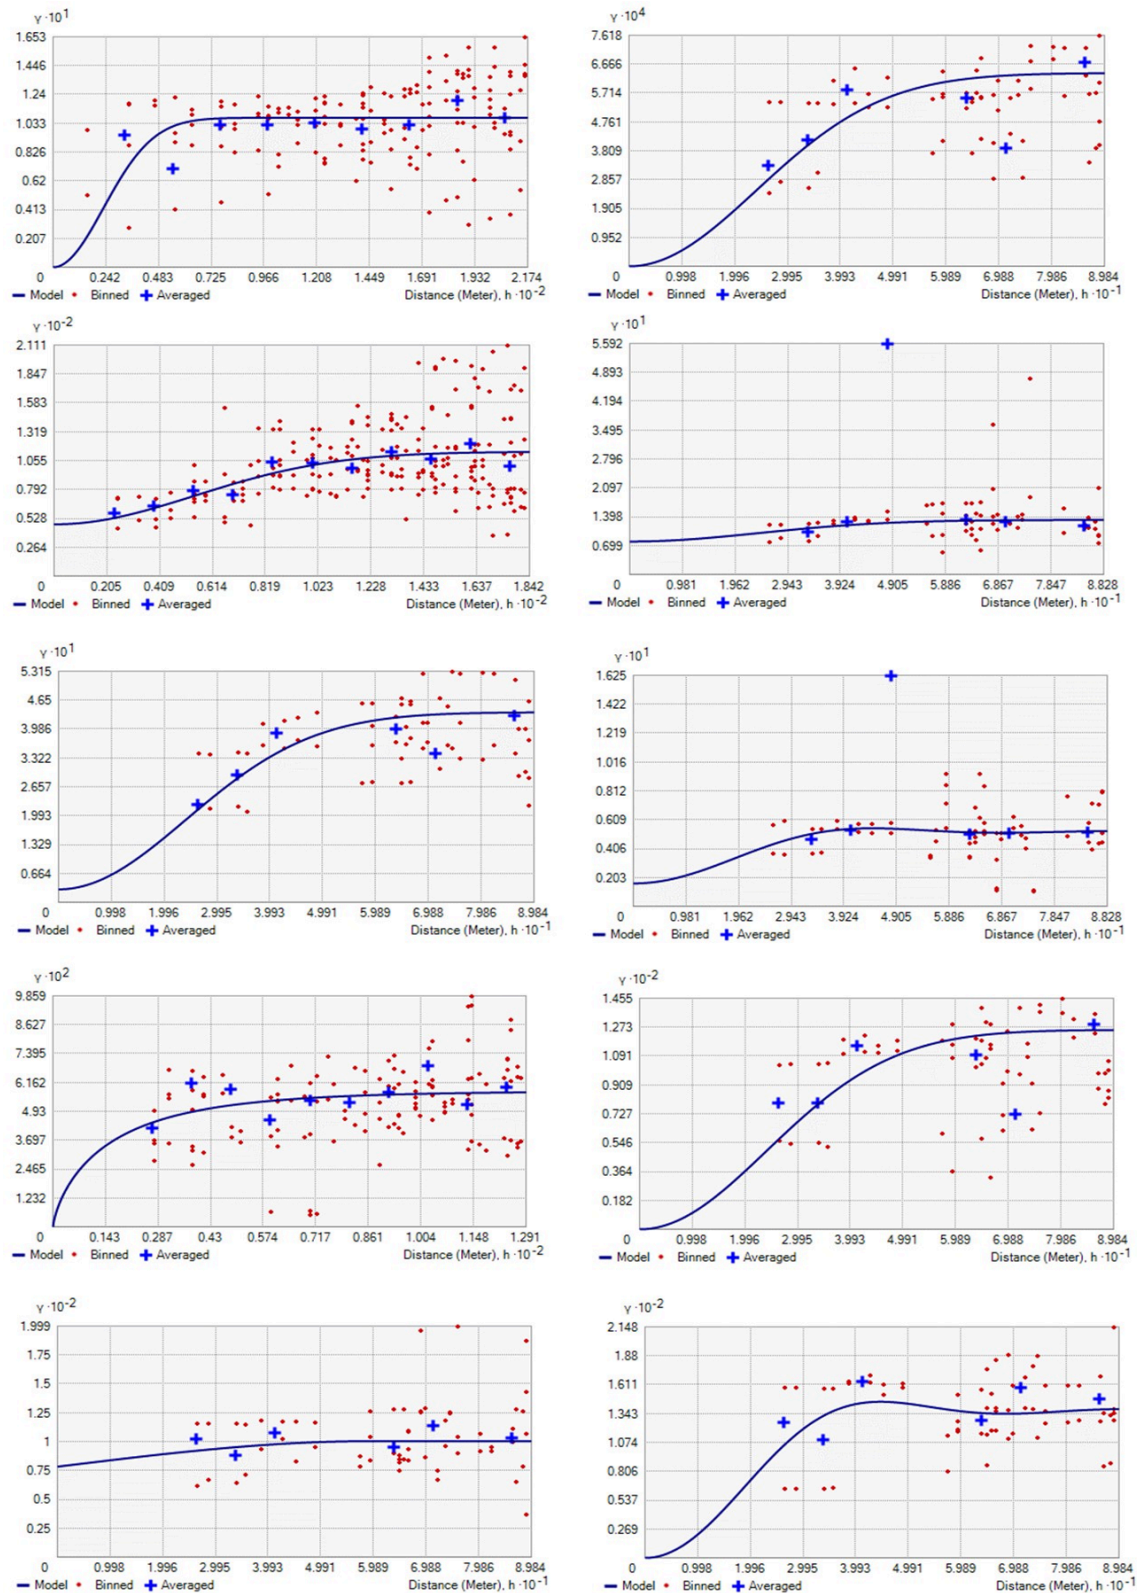 γ·10¹
1.653
1.446
1.24
1.033
0.826
0.62
0.413
0.207
0 0.242 0.483 0.725 0.966 1.208 1.449 1.691 1.932 2.174
Model Binned Averaged Distance (Meter), h·10⁻²
γ·10⁴
7.618
6.666
5.714
4.761
3.809
2.857
1.905
0.952
0 0.998 1.996 2.995 3.993 4.991 5.989 6.988 7.986 8.984
Model Binned Averaged Distance (Meter), h·10⁻¹
γ·10⁻²
2.111
1.847
1.583
1.319
1.055
0.792
0.528
0.264
0 0.205 0.409 0.614 0.819 1.023 1.228 1.433 1.637 1.842
Model Binned Averaged Distance (Meter), h·10⁻²
γ·10¹
5.592
4.893
4.194
3.495
2.796
2.097
1.398
0.699
0 0.981 1.962 2.943 3.924 4.905 5.886 6.867 7.847 8.828
Model Binned Averaged Distance (Meter), h·10⁻¹
γ·10¹
5.315
4.65
3.986
3.322
2.657
1.993
1.329
0.664
0 0.998 1.996 2.995 3.993 4.991 5.989 6.988 7.986 8.984
Model Binned Averaged Distance (Meter), h·10⁻¹
γ·10¹
1.625
1.422
1.219
1.016
0.812
0.609
0.406
0.203
0 0.981 1.962 2.943 3.924 4.905 5.886 6.867 7.847 8.828
Model Binned Averaged Distance (Meter), h·10⁻¹
γ·10²
9.859
8.627
7.395
6.162
4.93
3.697
2.465
1.232
0 0.143 0.287 0.43 0.574 0.717 0.861 1.004 1.148 1.291
Model Binned Averaged Distance (Meter), h·10⁻²
γ·10⁻²
1.455
1.273
1.091
0.909
0.727
0.546
0.364
0.182
0 0.998 1.996 2.995 3.993 4.991 5.989 6.988 7.986 8.984
Model Binned Averaged Distance (Meter), h·10⁻¹
γ·10⁻²
1.999
1.75
1.5
1.25
1
0.75
0.5
0.25
0 0.998 1.996 2.995 3.993 4.991 5.989 6.988 7.986 8.984
Model Binned Averaged Distance (Meter), h·10⁻¹
γ·10⁻²
2.148
1.88
1.611
1.343
1.074
0.806
0.537
0.269
0 0.998 1.996 2.995 3.993 4.991 5.989 6.988 7.986 8.984
Model Binned Averaged Distance (Meter), h·10⁻¹